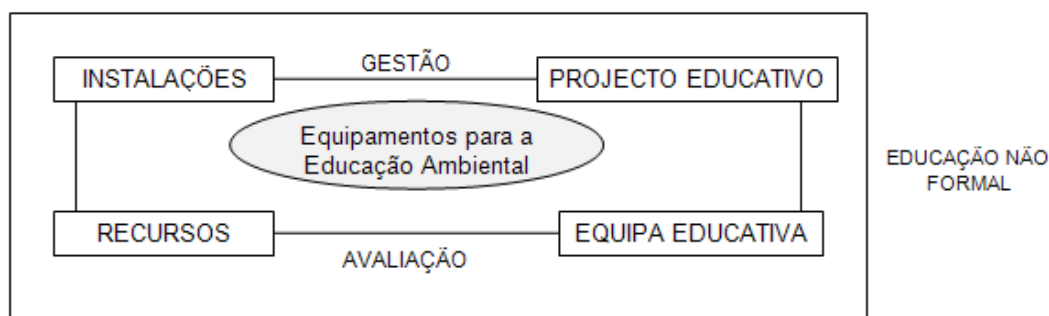 GESTÃO
INSTALAÇÕES
PROJECTO EDUCATIVO
Equipamentos para a
Educação Ambiental
EDUCAÇÃO NÃO
FORMAL
RECURSOS
EQUIPA EDUCATIVA
AVALIAÇÃO